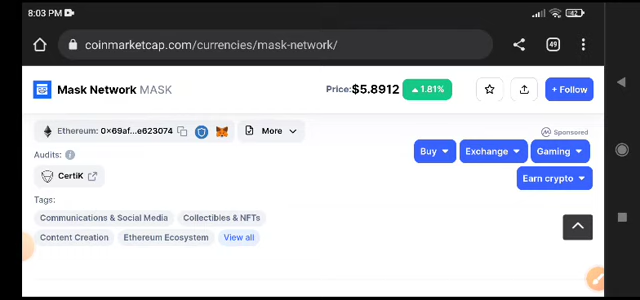 8:03 PM
42
coinmarketcap.com/currencies/mask-network/
49
Mask Network MASK
Price:$5.8912 1.81%
+ Follow
Ethereum: 0x69af...e623074
More
Sponsored
Audits:
Buy Exchange Gaming
CertiK
Earn crypto
Tags:
Communications & Social Media Collectibles & NFTs
Content Creation Ethereum Ecosystem View all